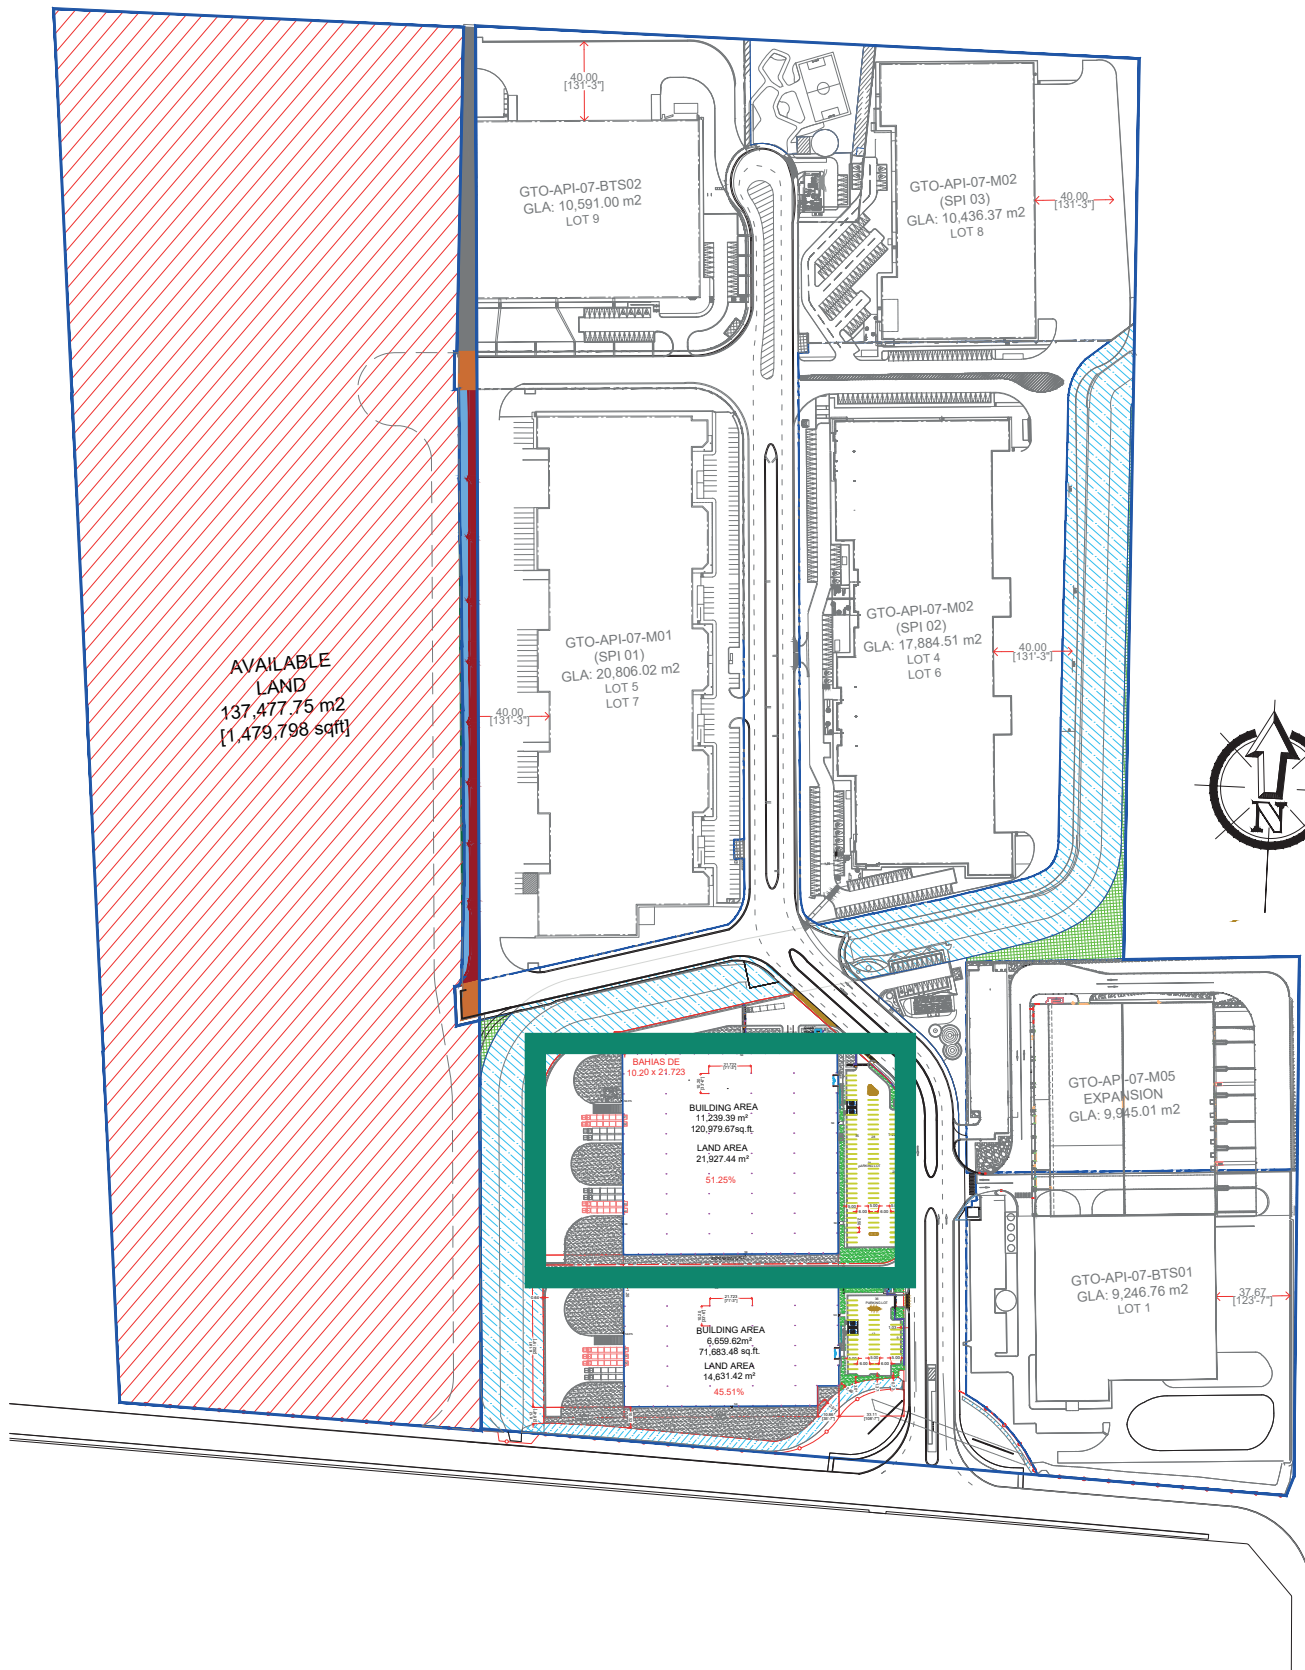 40.00
[131'-3"]
GTO-API-07-BTS02
GLA: 10,591.00 m2
LOT 9
GTO-API-07-M02
(SPI 03)
GLA: 10,436.37 m2
LOT 8
40.00
[131'-3"]
AVAILABLE
LAND
137,477.75 m2
[1,479,798 sqft]
GTO-API-07-M01
(SPI 01)
GLA: 20,806.02 m2
LOT 5
LOT 7
40.00
[131'-3"]
GTO-API-07-M02
(SPI 02)
GLA: 17,884.51 m2
LOT 4
LOT 6
40.00
[131'-3"]
N
BAHIAS DE
10.20 x 21.723
BUILDING AREA
11,239.39 m²
120,979.67sq.ft.
LAND AREA
21,927.44 m²
51.25%
GTO-API-07-M05
EXPANSION
GLA: 9,945.01 m2
GTO-API-07-BTS01
GLA: 9,246.76 m2
LOT 1
37.67
[123'-7"]
21.723
BUILDING AREA
6,659.62m²
71,683.48 sq.ft.
LAND AREA
14,631.42 m²
45.51%